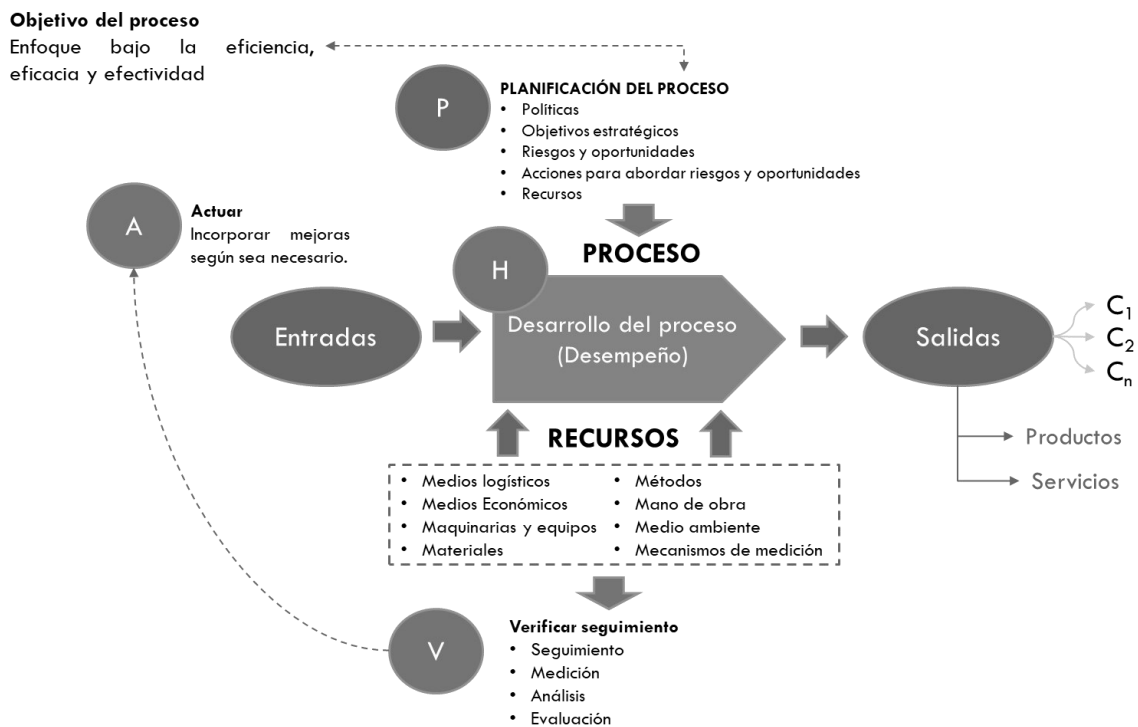 Objetivo del proceso
Enfoque bajo la eficiencia,
eficacia y efectividad
P
PLANIFICACIÓN DEL PROCESO
• Políticas
• Objetivos estratégicos
• Riesgos y oportunidades
• Acciones para abordar riesgos y oportunidades
• Recursos
A
Actuar
Incorporar mejoras
según sea necesario.
PROCESO
H
Entradas
Desarrollo del proceso
(Desempeño)
Salidas
C1
C2
Cn
Productos
Servicios
RECURSOS
• Medios logísticos
• Medios Económicos
• Maquinarias y equipos
• Materiales
• Métodos
• Mano de obra
• Medio ambiente
• Mecanismos de medición
V
Verificar seguimiento
• Seguimiento
• Medición
• Análisis
• Evaluación